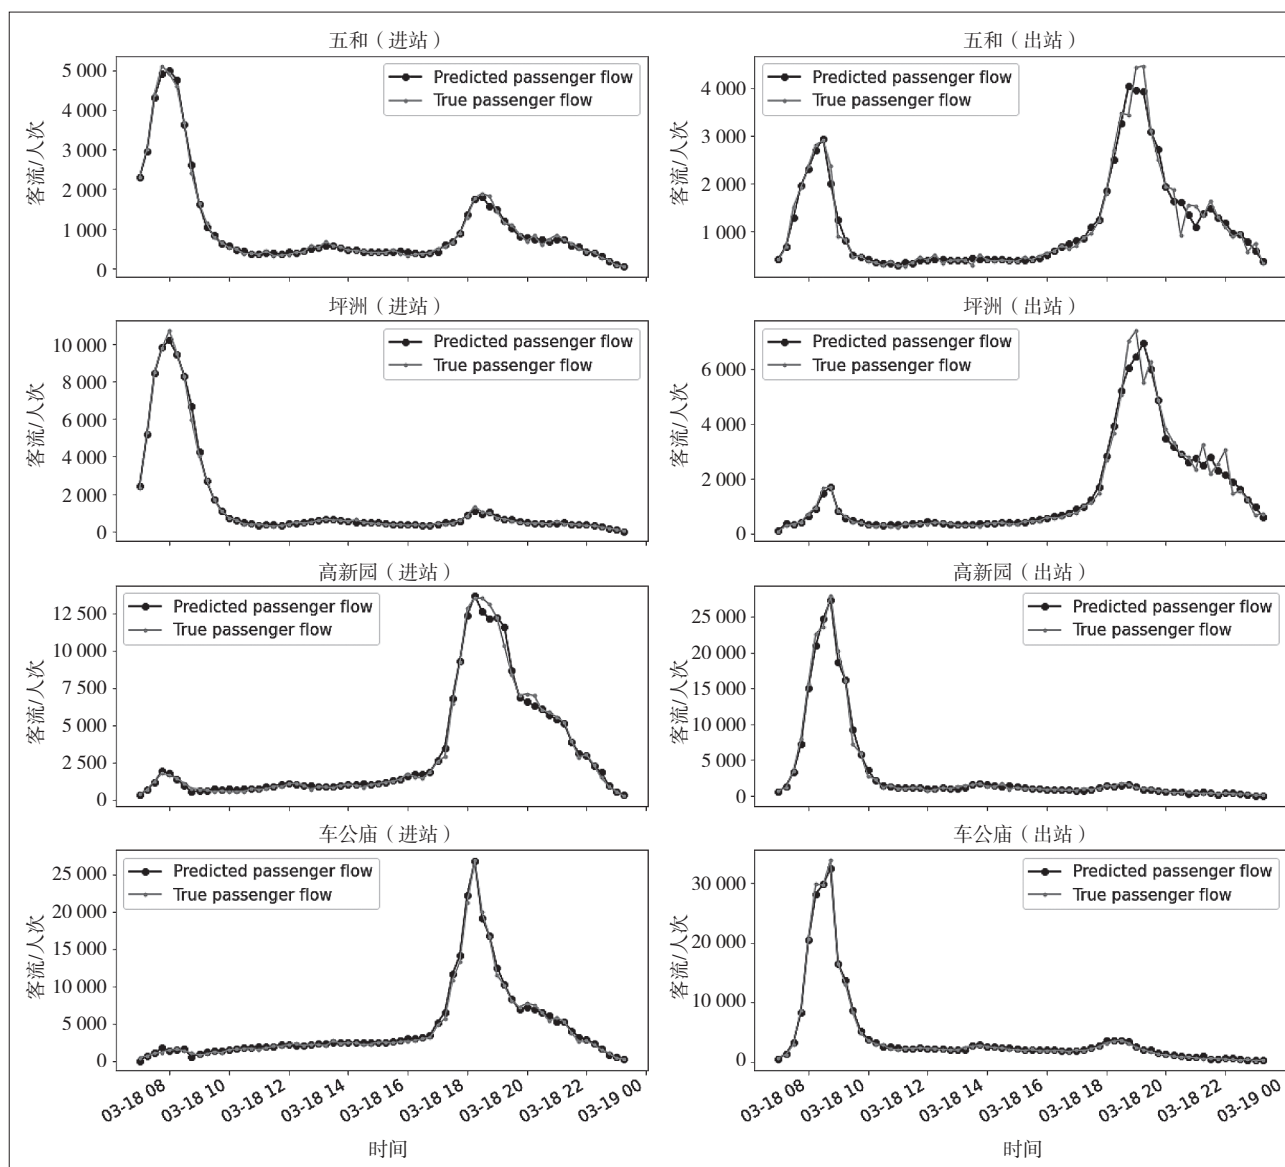 五和（进站）
客流/人次
5 000
4 000
3 000
2 000
1 000
0
Predicted passenger flow
True passenger flow
五和（出站）
客流/人次
4 000
3 000
2 000
1 000
Predicted passenger flow
True passenger flow
坪洲（进站）
客流/人次
10 000
8 000
6 000
4 000
2 000
0
Predicted passenger flow
True passenger flow
坪洲（出站）
客流/人次
6 000
4 000
2 000
0
Predicted passenger flow
True passenger flow
高新园（进站）
客流/人次
12 500
10 000
7 500
5 000
2 500
0
Predicted passenger flow
True passenger flow
高新园（出站）
客流/人次
25 000
20 000
15 000
10 000
5 000
0
Predicted passenger flow
True passenger flow
车公庙（进站）
客流/人次
25 000
20 000
15 000
10 000
5 000
0
Predicted passenger flow
True passenger flow
03-18 08
03-18 10
03-18 12
03-18 14
03-18 16
03-18 18
03-18 20
03-18 22
03-19 00
时间
车公庙（出站）
客流/人次
30 000
20 000
10 000
0
Predicted passenger flow
True passenger flow
03-18 08
03-18 10
03-18 12
03-18 14
03-18 16
03-18 18
03-18 20
03-18 22
03-19 00
时间